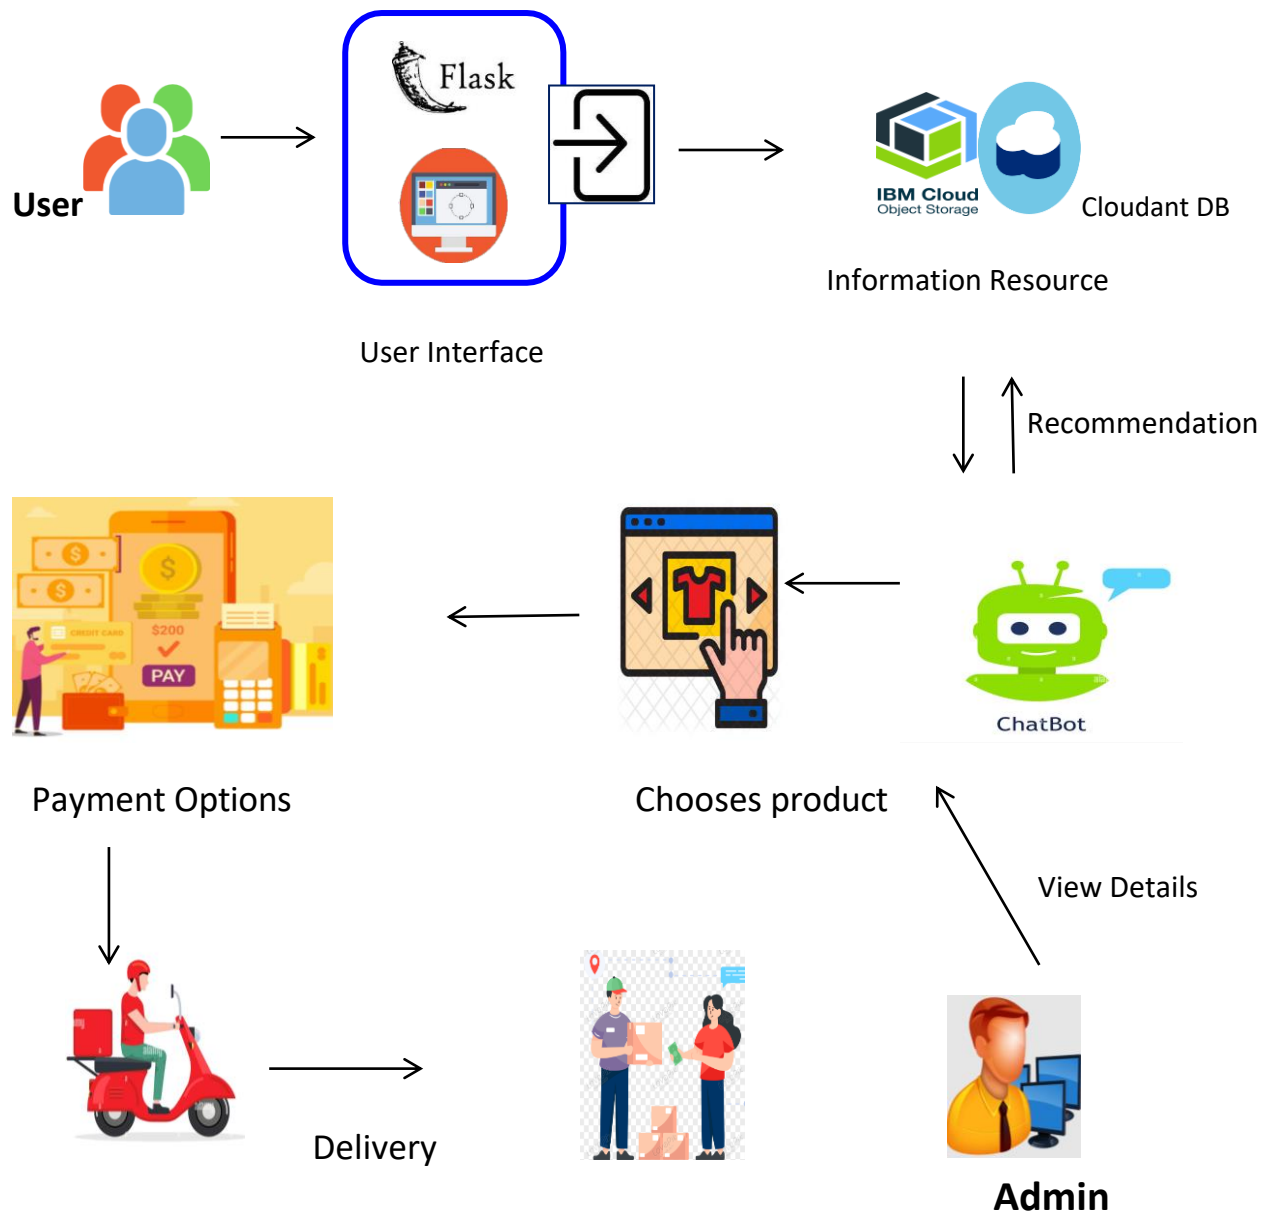 Flask
User
IBM Cloud
Object Storage
Cloudant DB
Information Resource
User Interface
Recommendation
CREDIT CARD
$200
PAY
ChatBot
Payment Options
Chooses product
View Details
Delivery
Admin